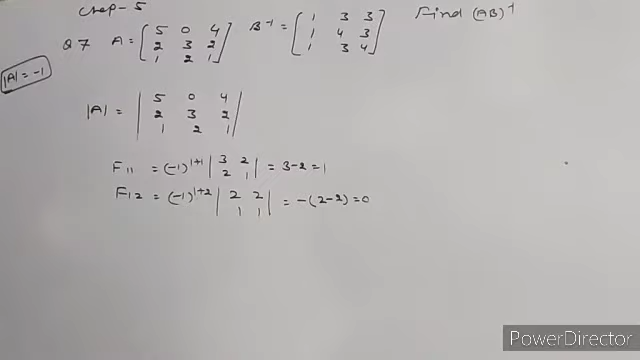 Chap-5
Q7 A = [5 0 4 B⁻¹ = [1 3 3 Find (AB)⁻¹
2 3 2 1 4 3
1 2 1] 1 3 4]
|A| = -1
|A| = | 5 0 4
2 3 2
1 2 1 |
F11 = (-1)¹⁺¹ | 3 2
2 1 | = 3-2 = 1
F12 = (-1)¹⁺² | 2 2
1 1 | = -(2-2) = 0
PowerDirector